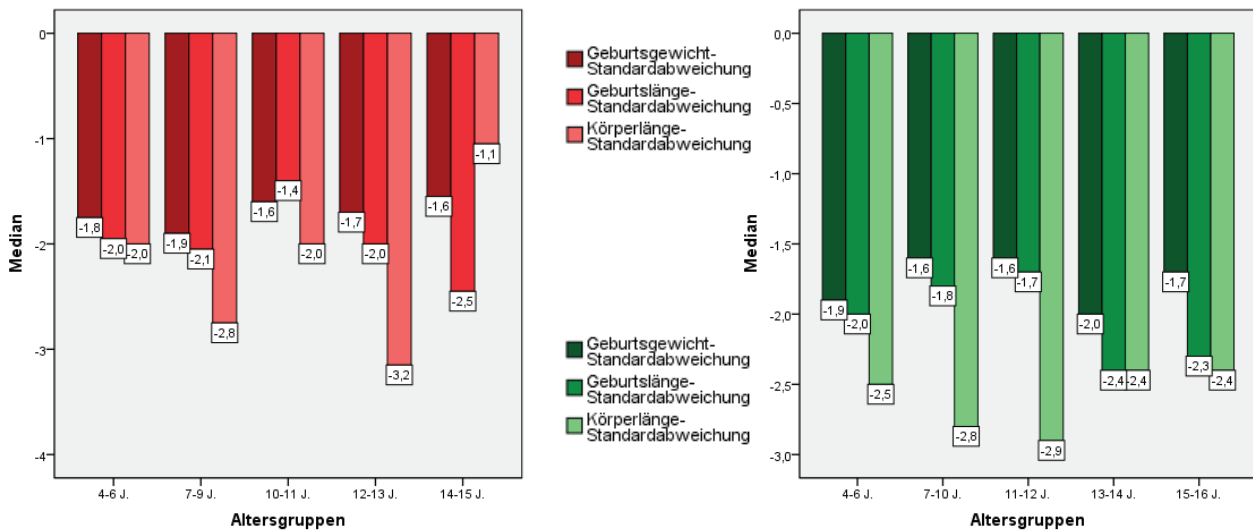 0
-1
-2
-3
-4
Median
-1,8
-2,0
-2,0
-1,9
-2,1
-2,8
-1,6
-1,4
-2,0
-1,7
-2,0
-3,2
-1,6
-2,5
-1,1
4-6 J.
7-9 J.
10-11 J.
12-13 J.
14-15 J.
Altersgruppen
Geburtsgewicht-
Standardabweichung
Geburtslänge-
Standardabweichung
Körperlänge-
Standardabweichung
Geburtsgewicht-
Standardabweichung
Geburtslänge-
Standardabweichung
Körperlänge-
Standardabweichung
0,0
-0,5
-1,0
-1,5
-2,0
-2,5
-3,0
Median
-1,9
-2,0
-2,5
-1,6
-1,8
-2,8
-1,6
-1,7
-2,9
-2,0
-2,4
-2,4
-1,7
-2,3
-2,4
4-6 J.
7-10 J.
11-12 J.
13-14 J.
15-16 J.
Altersgruppen